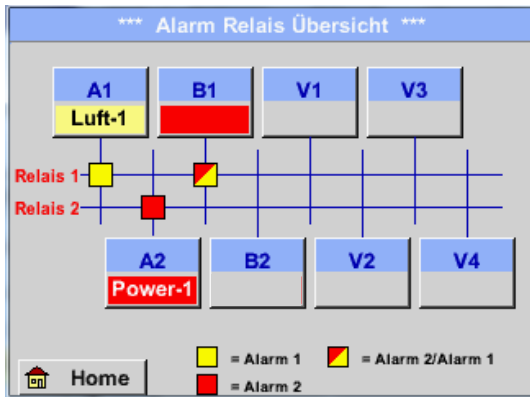 *** Alarm Relais Übersicht ***
A1 B1 V1 V3
Luft-1
Relais 1
Relais 2
A2 B2 V2 V4
Power-1
= Alarm 1 = Alarm 2/Alarm 1
= Alarm 2
Home